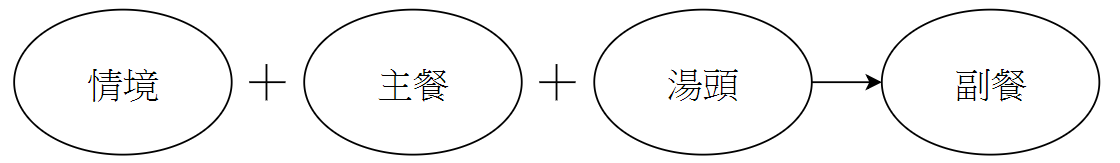 情境 + 主餐 + 湯頭 → 副餐